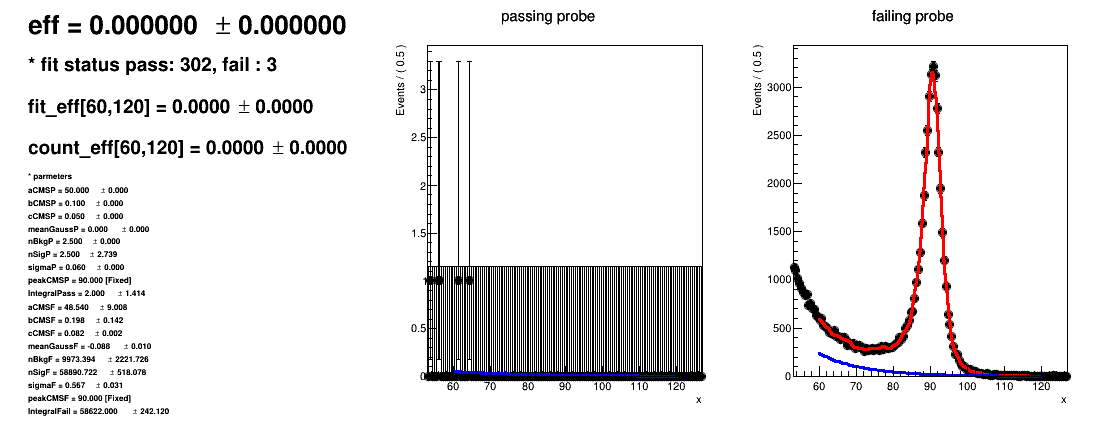 eff = 0.000000 ± 0.000000
* fit status pass: 302, fail : 3
fit_eff[60,120] = 0.0000 ± 0.0000
count_eff[60,120] = 0.0000 ± 0.0000
* parmeters
aCMSP = 50.000 ± 0.000
bCMSP = 0.100 ± 0.000
cCMSP = 0.050 ± 0.000
meanGaussP = 0.000 ± 0.000
nBkgP = 2.500 ± 0.000
nSigP = 2.500 ± 2.739
sigmaP = 0.060 ± 0.000
peakCMSP = 90.000 [Fixed]
IntegralPass = 2.000 ± 1.414
aCMSF = 48.540 ± 9.008
bCMSF = 0.198 ± 0.142
cCMSF = 0.082 ± 0.002
meanGaussF = -0.088 ± 0.010
nBkgF = 9973.394 ± 2221.726
nSigF = 58890.722 ± 518.078
sigmaF = 0.567 ± 0.031
peakCMSF = 90.000 [Fixed]
IntegralFail = 58622.000 ± 242.120
passing probe
Events / ( 0.5 )
3
2.5
2
1.5
1
0.5
0
60 70 80 90 100 110 120
x
failing probe
Events / ( 0.5 )
3000
2500
2000
1500
1000
500
0
60 70 80 90 100 110 120
x